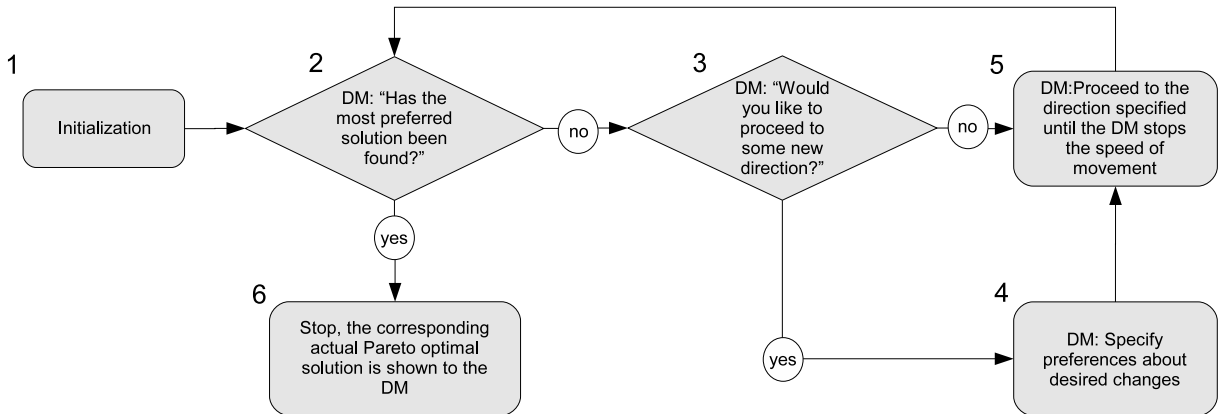 1
Initialization
2
DM: “Has the
most preferred
solution been
found?”
no
yes
3
DM: “Would
you like to
proceed to
some new
direction?”
no
yes
5
DM:Proceed to the
direction specified
until the DM stops
the speed of
movement
6
Stop, the corresponding
actual Pareto optimal
solution is shown to the
DM
4
DM: Specify
preferences about
desired changes